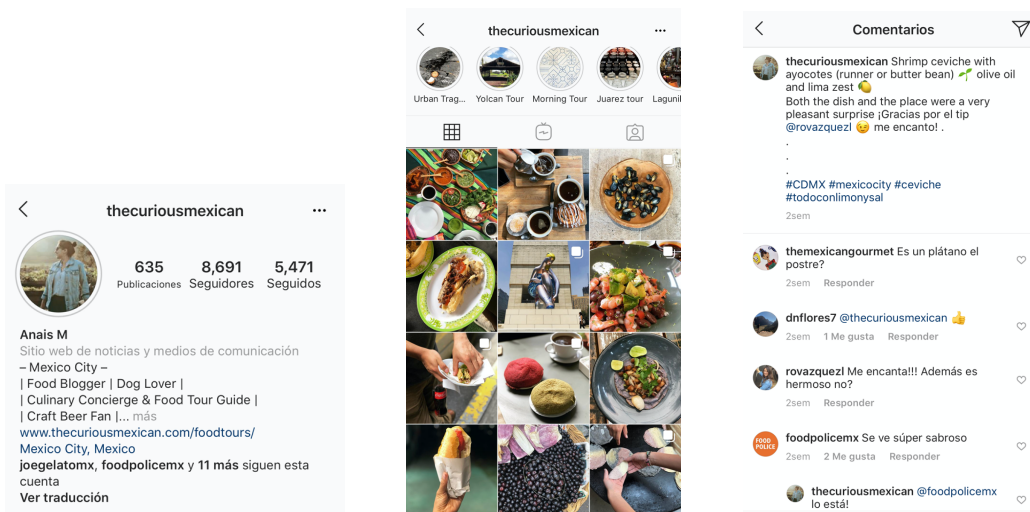 thecuriousmexican
635 8,691 5,471
Publicaciones Seguidores Seguidos
Anais M
Sitio web de noticias y medios de comunicación
– Mexico City –
| Food Blogger | Dog Lover |
| Culinary Concierge & Food Tour Guide |
| Craft Beer Fan |... más
www.thecuriousmexican.com/foodtours/
Mexico City, Mexico
joegelatomx, foodpolicemx y 11 más siguen esta
cuenta
Ver traducción
thecuriousmexican
Urban Trag... Yolcan Tour Morning Tour Juarez tour Lagunil
Comentarios
thecuriousmexican Shrimp ceviche with
ayocotes (runner or butter bean) 🌱 olive oil
and lima zest 🍋
Both the dish and the place were a very
pleasant surprise ¡Gracias por el tip
@rovazquezl 😉 me encanto! .
.
.
.
#CDMX #mexicocity #ceviche
#todoconlimonysal
2sem
themexicangourmet Es un plátano el
postre?
2sem Responder
dnflores7 @thecuriousmexican 👍
2sem 1 Me gusta Responder
rovazquezl Me encanta!!! Además es
hermoso no?
2sem Responder
FOOD
POLICE
foodpolicemx Se ve súper sabroso
2sem 2 Me gusta Responder
thecuriousmexican @foodpolicemx
lo está!